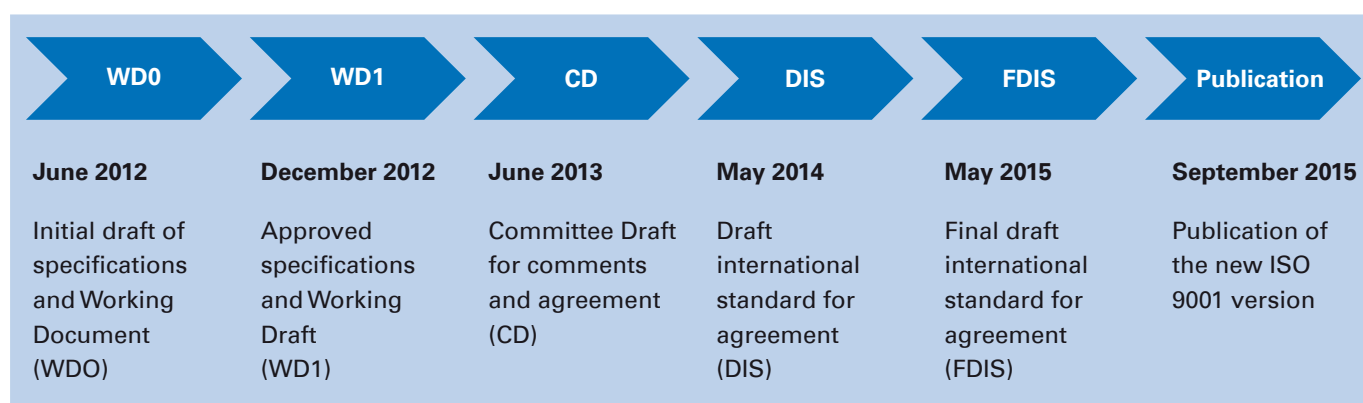 WD0
WD1
CD
DIS
FDIS
Publication
June 2012
Initial draft of
specifications
and Working
Document
(WDO)
December 2012
Approved
specifications
and Working
Draft
(WD1)
June 2013
Committee Draft
for comments
and agreement
(CD)
May 2014
Draft
international
standard for
agreement
(DIS)
May 2015
Final draft
international
standard for
agreement
(FDIS)
September 2015
Publication of
the new ISO
9001 version